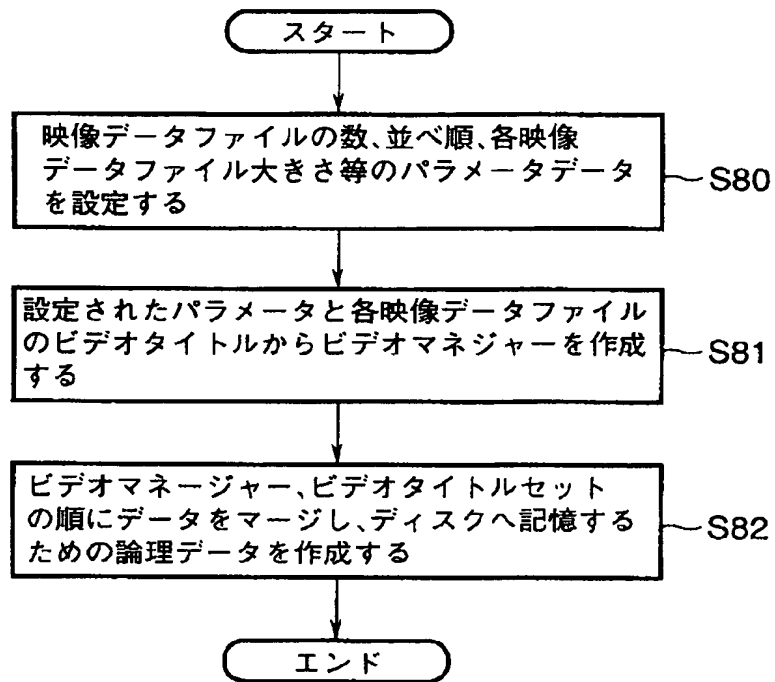 スタート
映像データファイルの数、並べ順、各映像
データファイル大きさ等のパラメータデータ
を設定する
S80
設定されたパラメータと各映像データファイル
のビデオタイトルからビデオマネジャーを作成
する
S81
ビデオマネージャー、ビデオタイトルセット
の順にデータをマージし、ディスクへ記憶する
ための論理データを作成する
S82
エンド